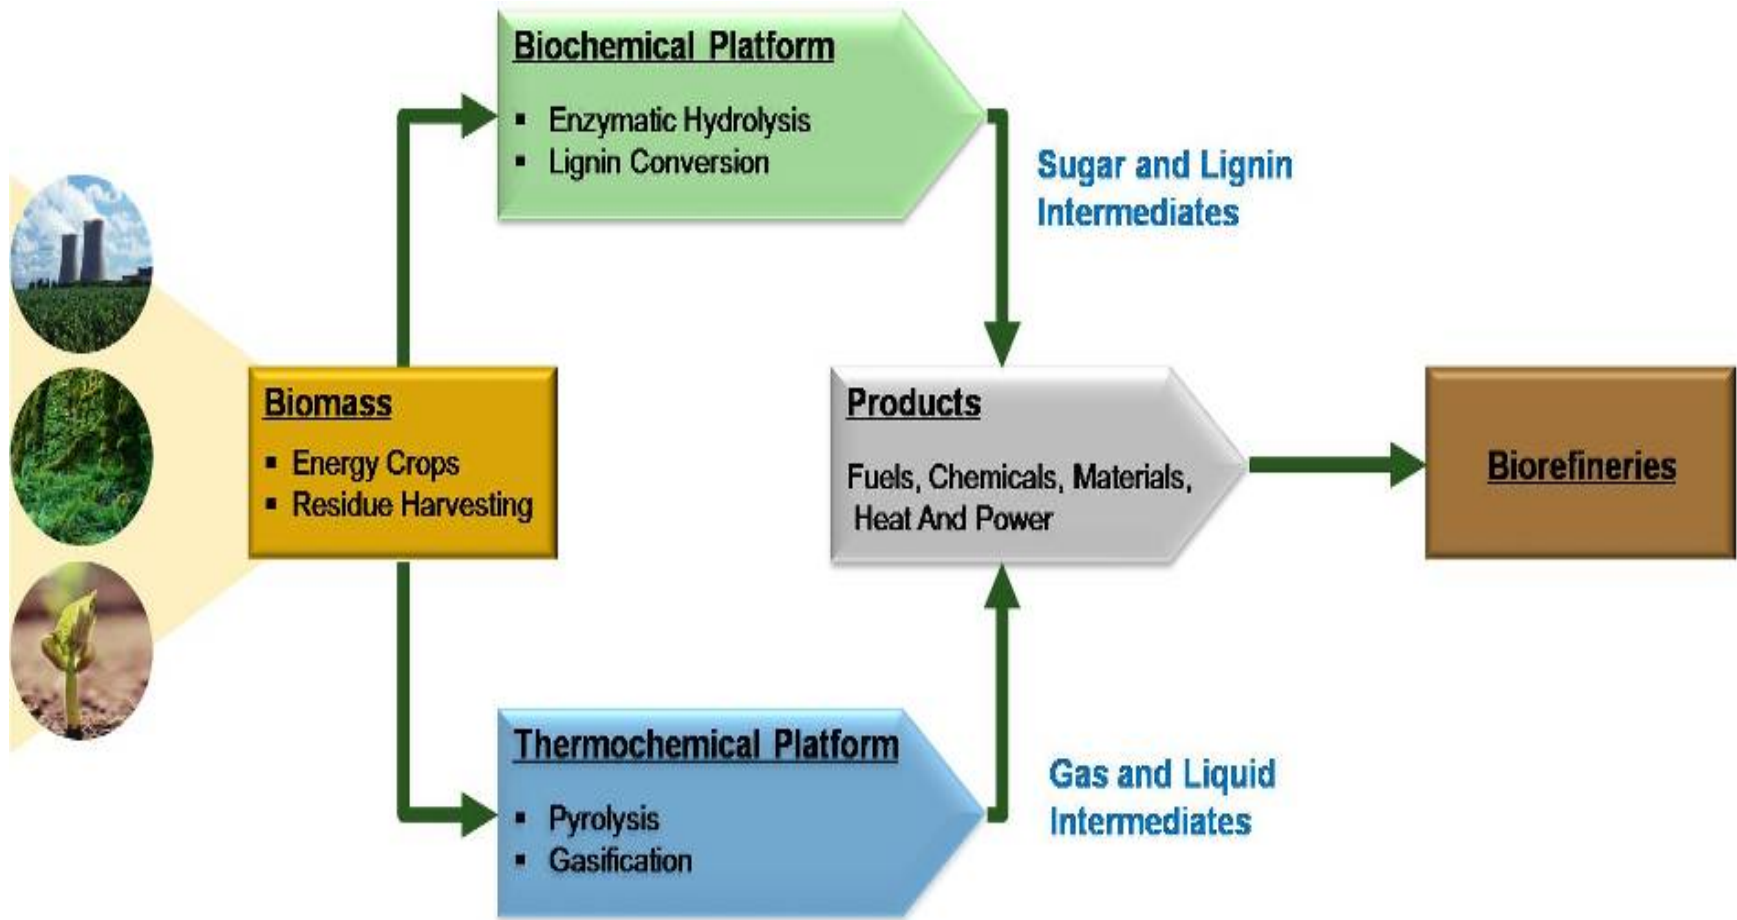 Biochemical Platform
▪ Enzymatic Hydrolysis
▪ Lignin Conversion
Sugar and Lignin
Intermediates
Biomass
▪ Energy Crops
▪ Residue Harvesting
Products
Fuels, Chemicals, Materials,
Heat And Power
Biorefineries
Thermochemical Platform
▪ Pyrolysis
▪ Gasification
Gas and Liquid
Intermediates